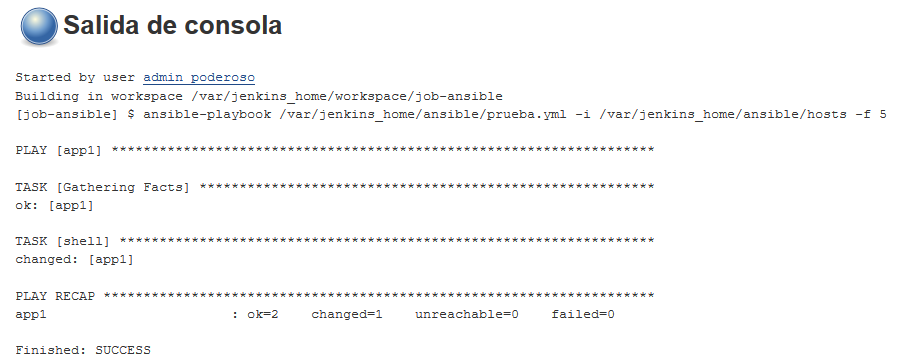 Salida de consola
Started by user admin poderoso
Building in workspace /var/jenkins_home/workspace/job-ansible
[job-ansible] $ ansible-playbook /var/jenkins_home/ansible/prueba.yml -i /var/jenkins_home/ansible/hosts -f 5
PLAY [app1] ********************************************************************
TASK [Gathering Facts] *********************************************************
ok: [app1]
TASK [shell] *******************************************************************
changed: [app1]
PLAY RECAP *********************************************************************
app1                       : ok=2    changed=1    unreachable=0    failed=0
Finished: SUCCESS